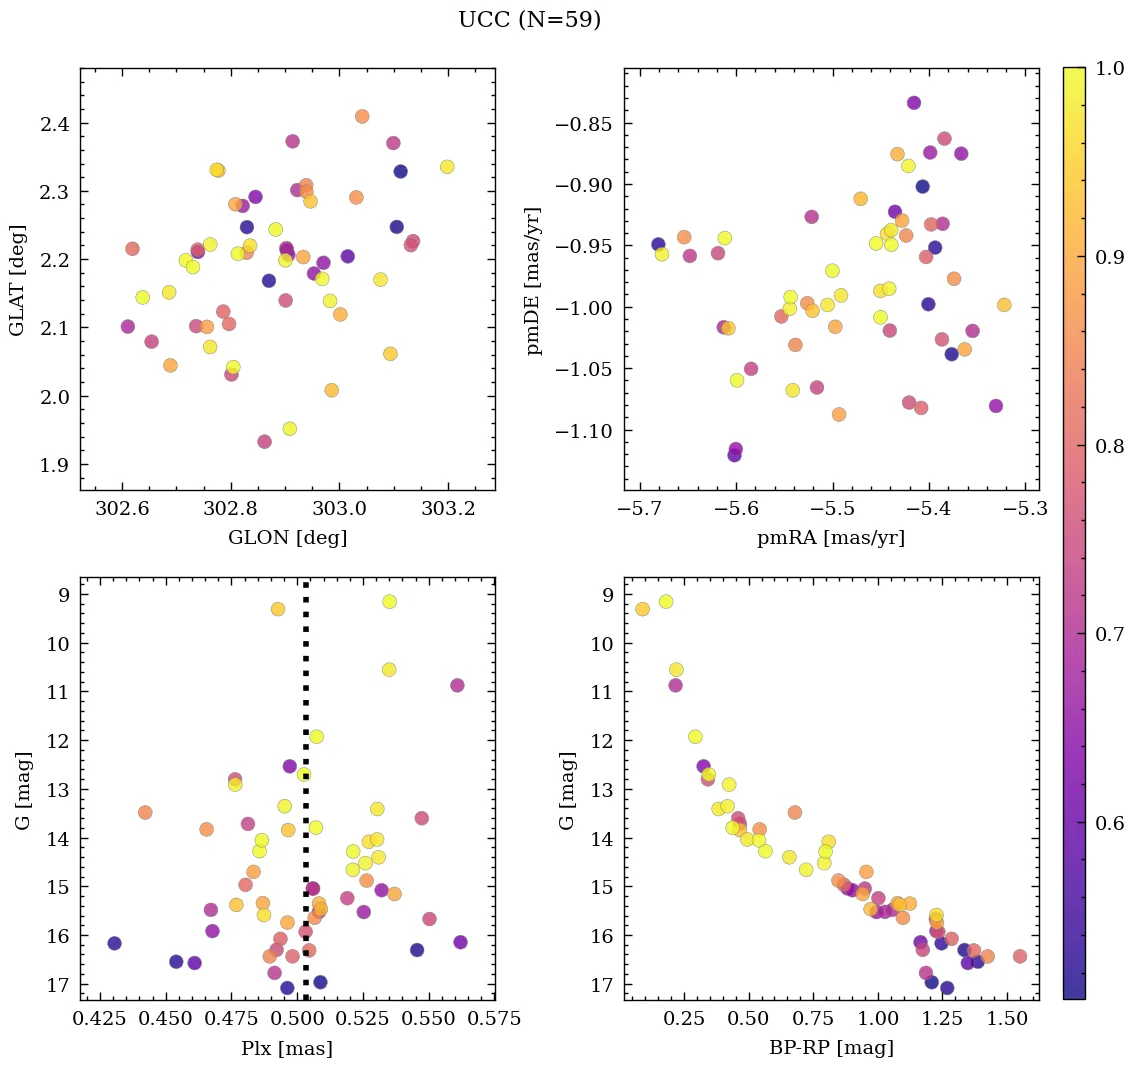 UCC (N=59)
2.4
2.3
2.2
2.1
2.0
1.9
GLAT [deg]
302.6 302.8 303.0 303.2
GLON [deg]
−0.85
−0.90
−0.95
−1.00
−1.05
−1.10
pmDE [mas/yr]
−5.7 −5.6 −5.5 −5.4 −5.3
pmRA [mas/yr]
9
10
11
12
13
14
15
16
17
G [mag]
0.425 0.450 0.475 0.500 0.525 0.550 0.575
Plx [mas]
9
10
11
12
13
14
15
16
17
G [mag]
0.25 0.50 0.75 1.00 1.25 1.50
BP-RP [mag]
1.0
0.9
0.8
0.7
0.6